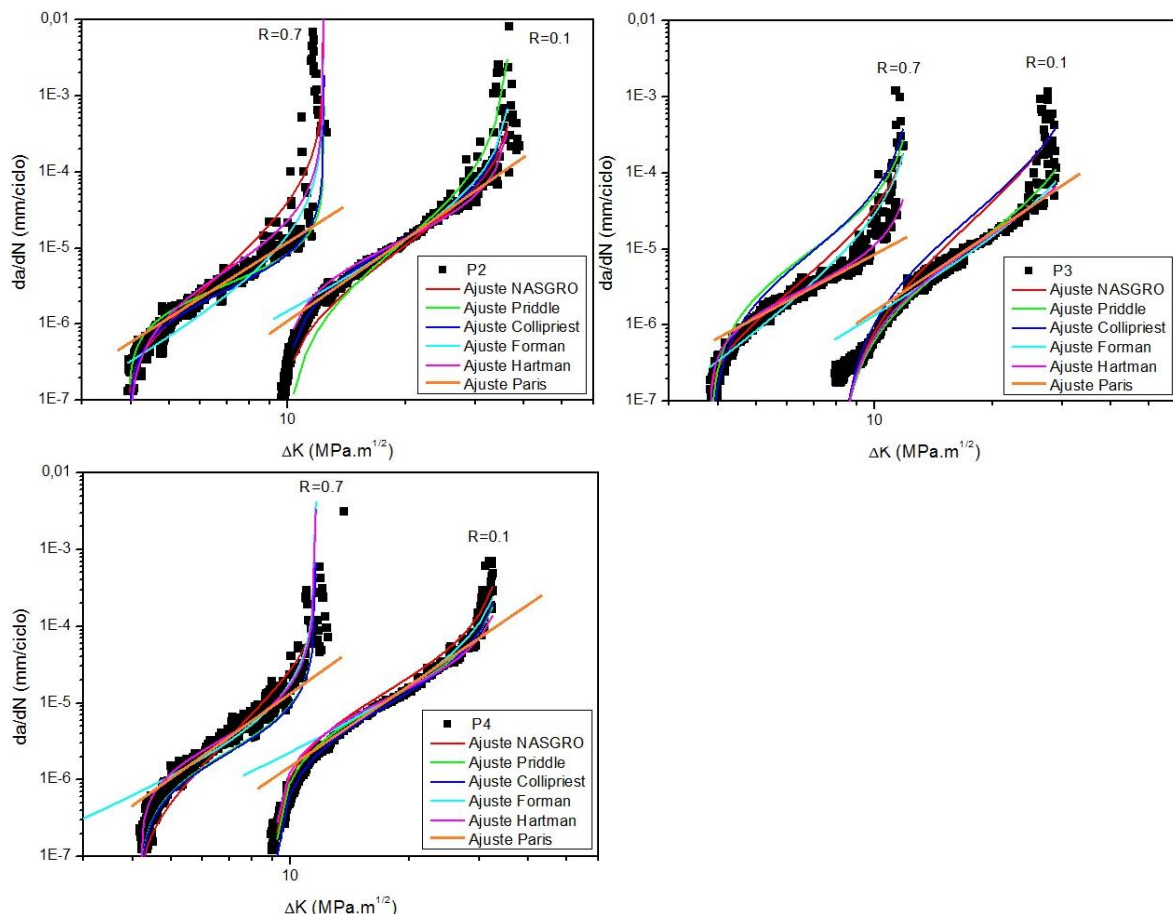 0,01
R=0.7
R=0.1
1E-3
1E-4
1E-5
1E-6
1E-7
da/dN (mm/ciclo)
P2
Ajuste NASGRO
Ajuste Priddle
Ajuste Collipriest
Ajuste Forman
Ajuste Hartman
Ajuste Paris
10
ΔK (MPa.m^1/2)
0,01
R=0.7
R=0.1
1E-3
1E-4
1E-5
1E-6
1E-7
da/dN (mm/ciclo)
P3
Ajuste NASGRO
Ajuste Priddle
Ajuste Collipriest
Ajuste Forman
Ajuste Hartman
Ajuste Paris
10
ΔK (MPa.m^1/2)
0,01
R=0.7
R=0.1
1E-3
1E-4
1E-5
1E-6
1E-7
da/dN (mm/ciclo)
P4
Ajuste NASGRO
Ajuste Priddle
Ajuste Collipriest
Ajuste Forman
Ajuste Hartman
Ajuste Paris
10
ΔK (MPa.m^1/2)